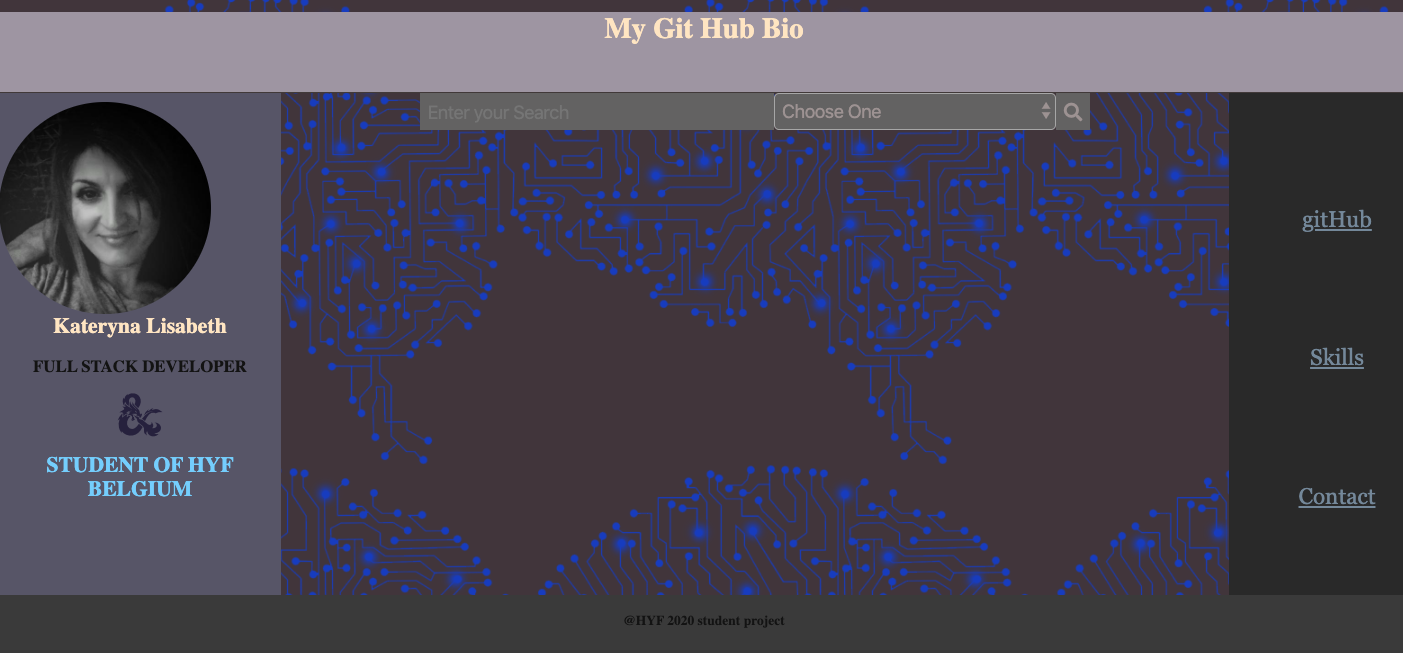 My Git Hub Bio
Enter your Search
Choose One
Kateryna Lisabeth
FULL STACK DEVELOPER
&
STUDENT OF HYF
BELGIUM
gitHub
Skills
Contact
@HYF 2020 student project